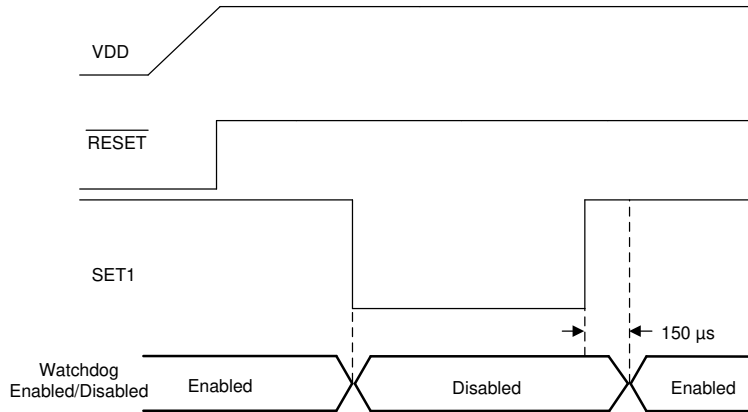 VDD
RESET
SET1
150 µs
Watchdog
Enabled/Disabled
Enabled
Disabled
Enabled